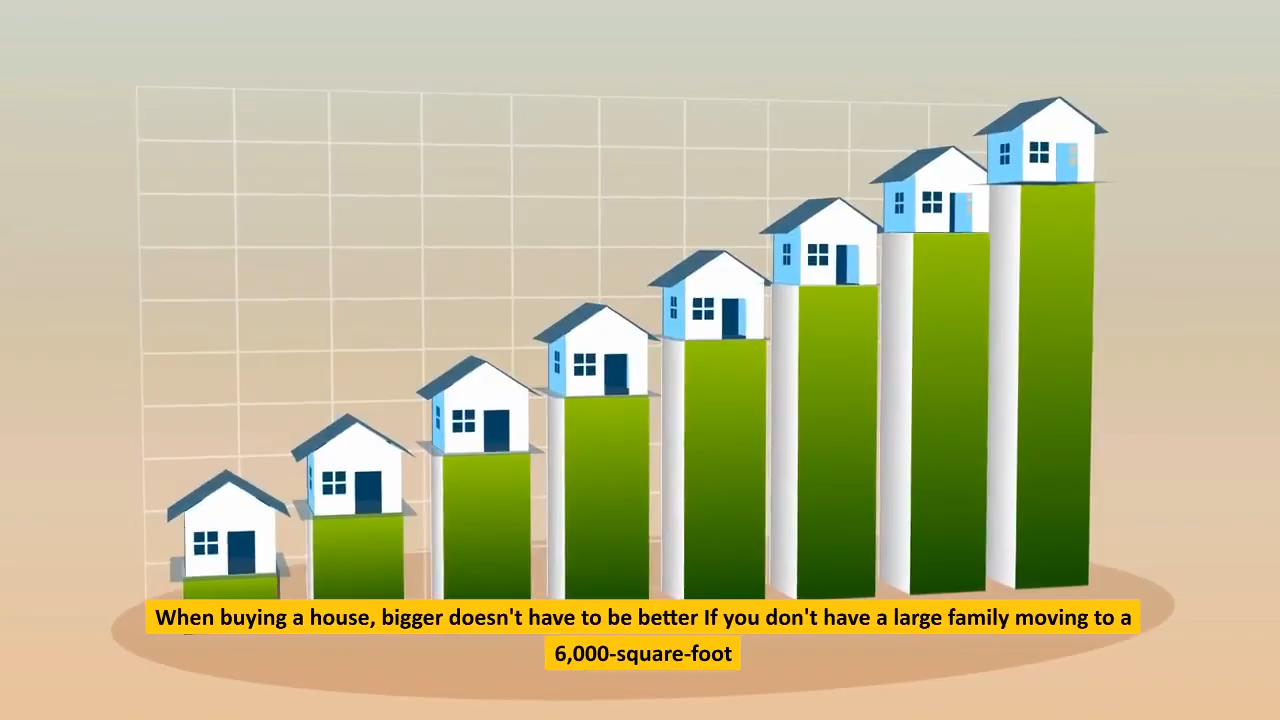 When buying a house, bigger doesn't have to be better If you don't have a large family moving to a
6,000-square-foot